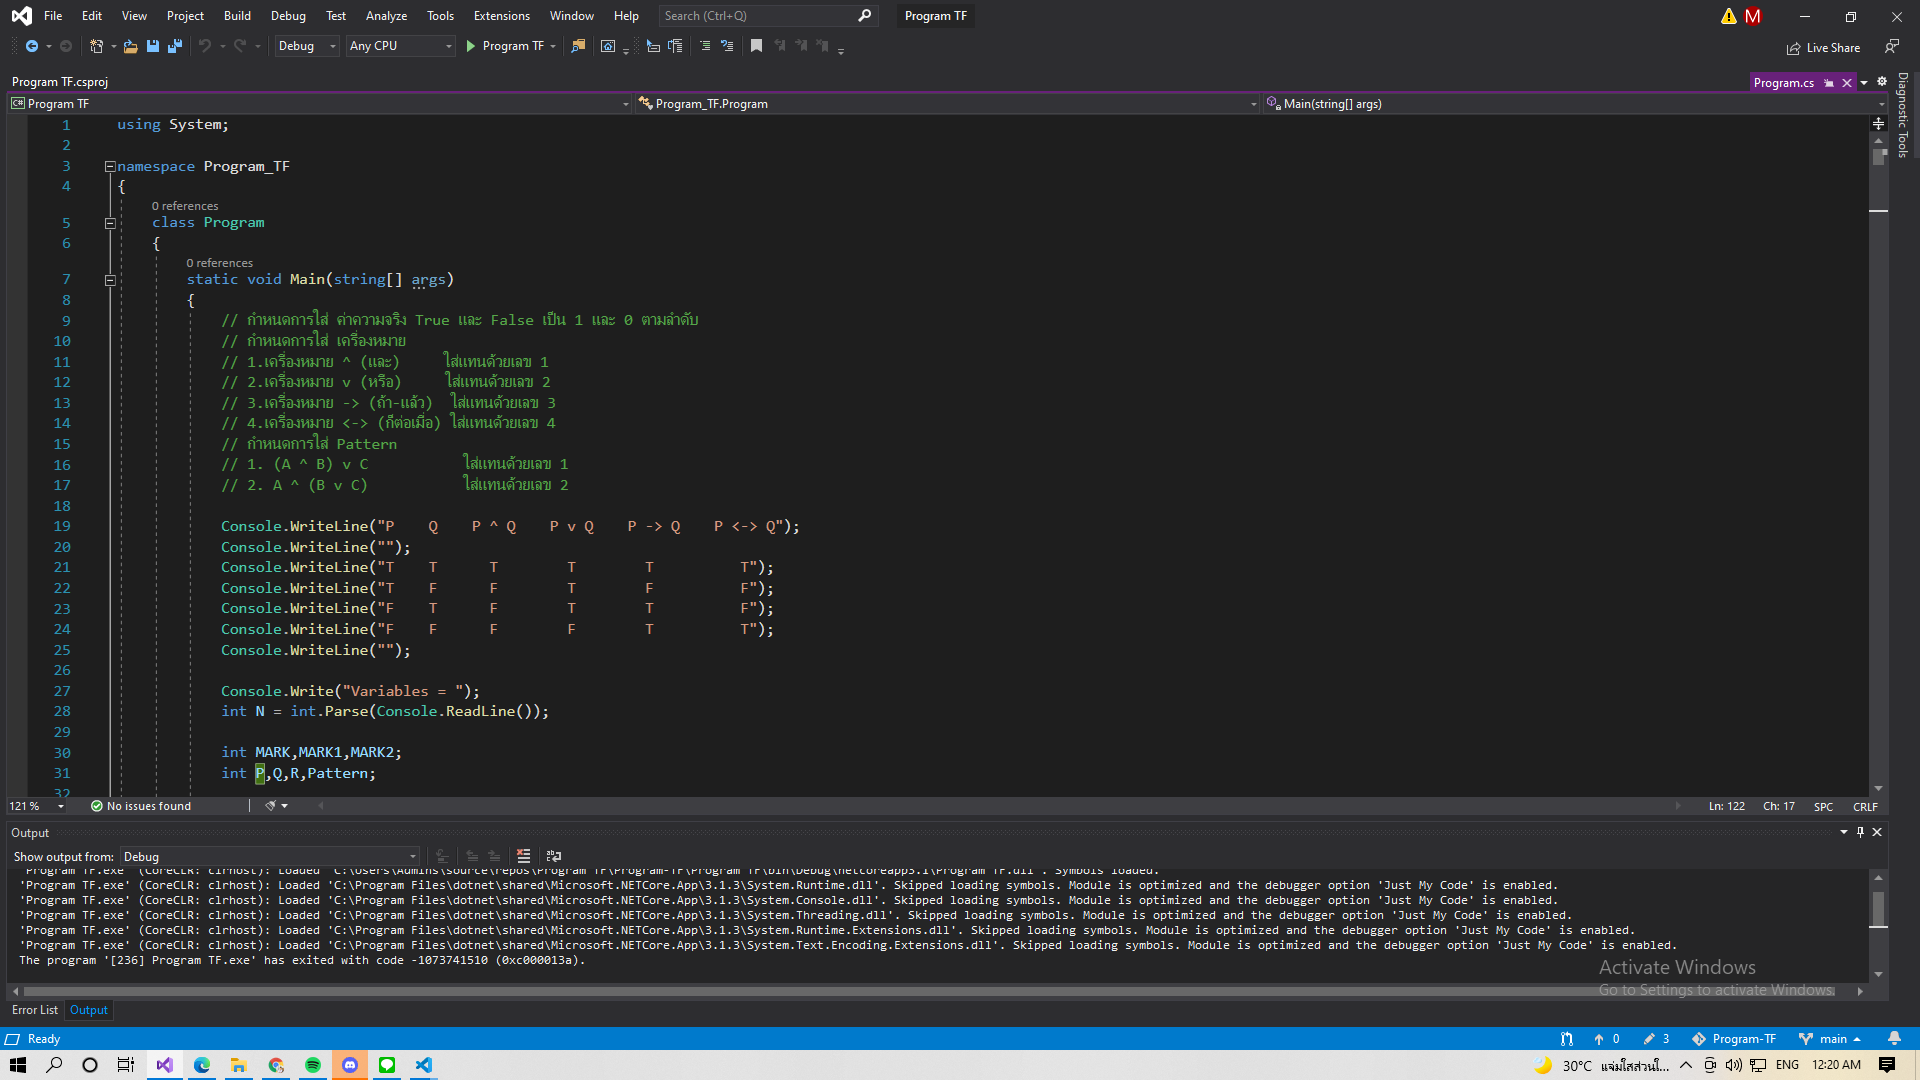 File Edit View Project Build Debug Test Analyze Tools Extensions Window Help Search (Ctrl+Q) Program TF
Debug Any CPU Program TF Live Share
Program TF.csproj Program.cs
Program TF Program_TF.Program Main(string[] args)
Diagnostic Tools
1 using System;
2
3 namespace Program_TF
4 {
0 references
5 class Program
6 {
0 references
7 static void Main(string[] args)
8 {
9 // กำหนดการใส่ ค่าความจริง True และ False เป็น 1 และ 0 ตามลำดับ
10 // กำหนดการใส่ เครื่องหมาย
11 // 1.เครื่องหมาย ^ (และ) ใส่แทนด้วยเลข 1
12 // 2.เครื่องหมาย v (หรือ) ใส่แทนด้วยเลข 2
13 // 3.เครื่องหมาย -> (ถ้า-แล้ว) ใส่แทนด้วยเลข 3
14 // 4.เครื่องหมาย <-> (ก็ต่อเมื่อ) ใส่แทนด้วยเลข 4
15 // กำหนดการใส่ Pattern
16 // 1. (A ^ B) v C ใส่แทนด้วยเลข 1
17 // 2. A ^ (B v C) ใส่แทนด้วยเลข 2
18
19 Console.WriteLine("P Q P ^ Q P v Q P -> Q P <-> Q");
20 Console.WriteLine("");
21 Console.WriteLine("T T T T T T");
22 Console.WriteLine("T F F T F F");
23 Console.WriteLine("F T F T T F");
24 Console.WriteLine("F F F F T T");
25 Console.WriteLine("");
26
27 Console.Write("Variables = ");
28 int N = int.Parse(Console.ReadLine());
29
30 int MARK,MARK1,MARK2;
31 int P,Q,R,Pattern;
32
121 % No issues found Ln: 122 Ch: 17 SPC CRLF
Output
Show output from: Debug
'Program TF.exe' (CoreCLR: clrhost): Loaded 'C:\Users\Admins\source\repos\Program TF\Program-TF\Program TF\bin\Debug\netcoreapp3.1\Program TF.dll'. Symbols loaded.
'Program TF.exe' (CoreCLR: clrhost): Loaded 'C:\Program Files\dotnet\shared\Microsoft.NETCore.App\3.1.3\System.Runtime.dll'. Skipped loading symbols. Module is optimized and the debugger option 'Just My Code' is enabled.
'Program TF.exe' (CoreCLR: clrhost): Loaded 'C:\Program Files\dotnet\shared\Microsoft.NETCore.App\3.1.3\System.Console.dll'. Skipped loading symbols. Module is optimized and the debugger option 'Just My Code' is enabled.
'Program TF.exe' (CoreCLR: clrhost): Loaded 'C:\Program Files\dotnet\shared\Microsoft.NETCore.App\3.1.3\System.Threading.dll'. Skipped loading symbols. Module is optimized and the debugger option 'Just My Code' is enabled.
'Program TF.exe' (CoreCLR: clrhost): Loaded 'C:\Program Files\dotnet\shared\Microsoft.NETCore.App\3.1.3\System.Runtime.Extensions.dll'. Skipped loading symbols. Module is optimized and the debugger option 'Just My Code' is enabled.
'Program TF.exe' (CoreCLR: clrhost): Loaded 'C:\Program Files\dotnet\shared\Microsoft.NETCore.App\3.1.3\System.Text.Encoding.Extensions.dll'. Skipped loading symbols. Module is optimized and the debugger option 'Just My Code' is enabled.
The program '[236] Program TF.exe' has exited with code -1073741510 (0xc000013a).
Activate Windows
Go to Settings to activate Windows.
Error List Output
Ready 0 3 Program-TF main
30°C แจ่มใสส่วนใ... ENG 12:20 AM